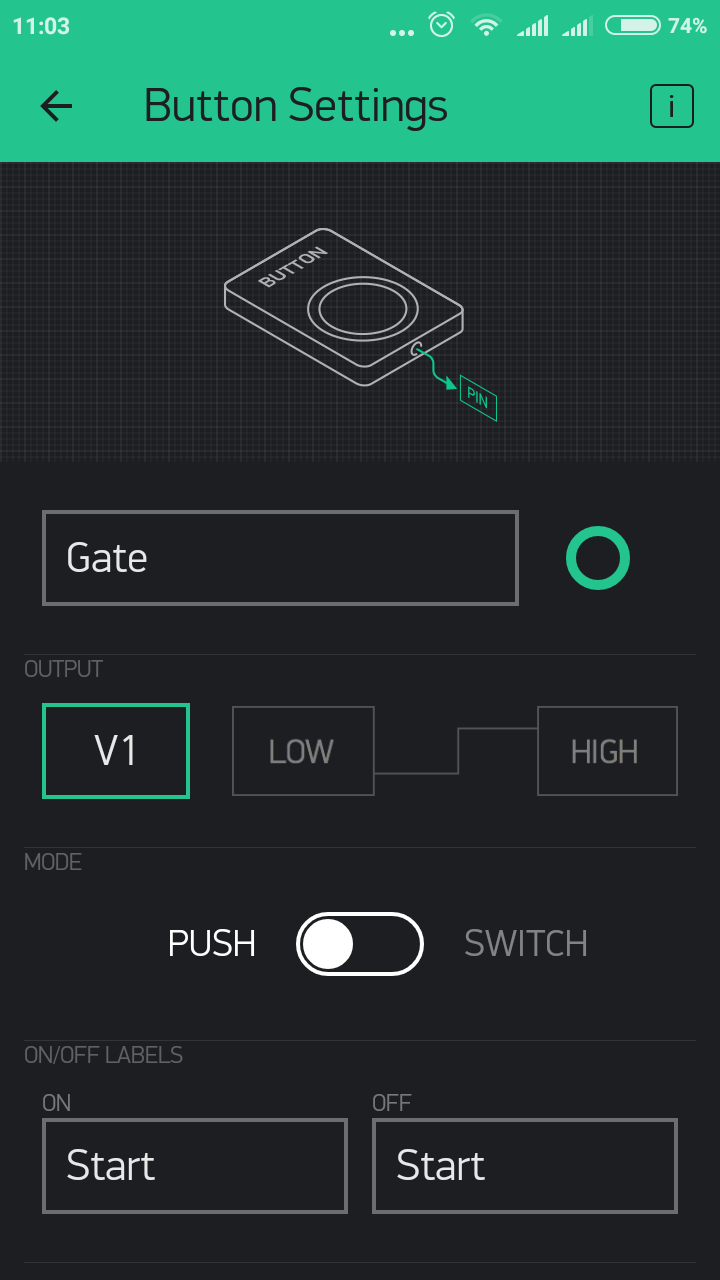 11:03
74%
Button Settings
i
BUTTON
PIN
Gate
OUTPUT
V1
LOW
HIGH
MODE
PUSH
SWITCH
ON/OFF LABELS
ON
OFF
Start
Start